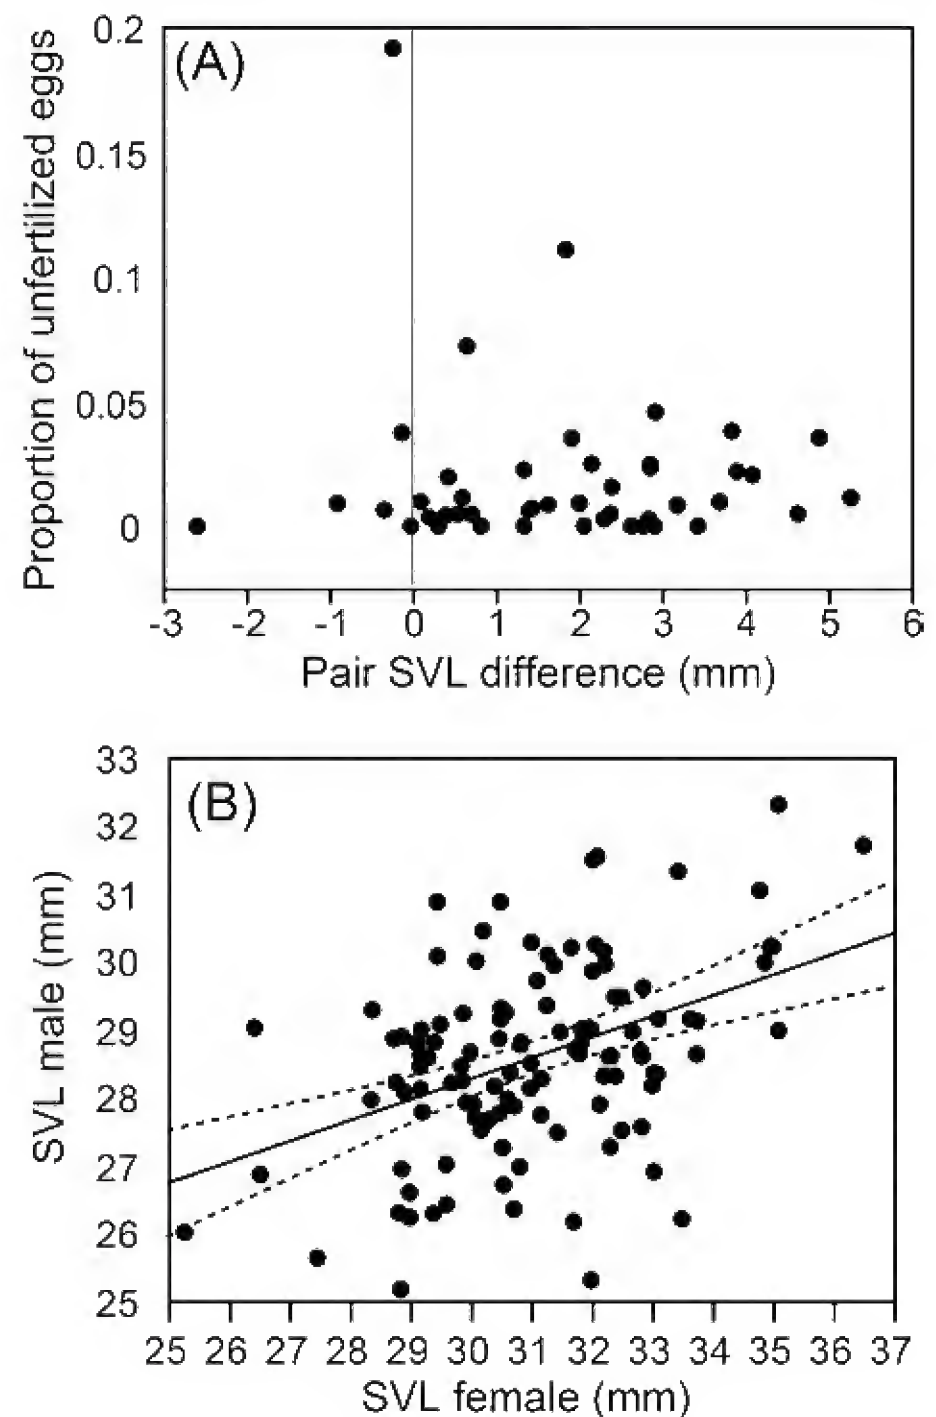 0.2
(A)
0.15
0.1
0.05
0
Proportion of unfertilized eggs
-3 -2 -1 0 1 2 3 4 5 6
Pair SVL difference (mm)
33
(B)
32
31
30
29
28
27
26
25
SVL male (mm)
25 26 27 28 29 30 31 32 33 34 35 36 37
SVL female (mm)